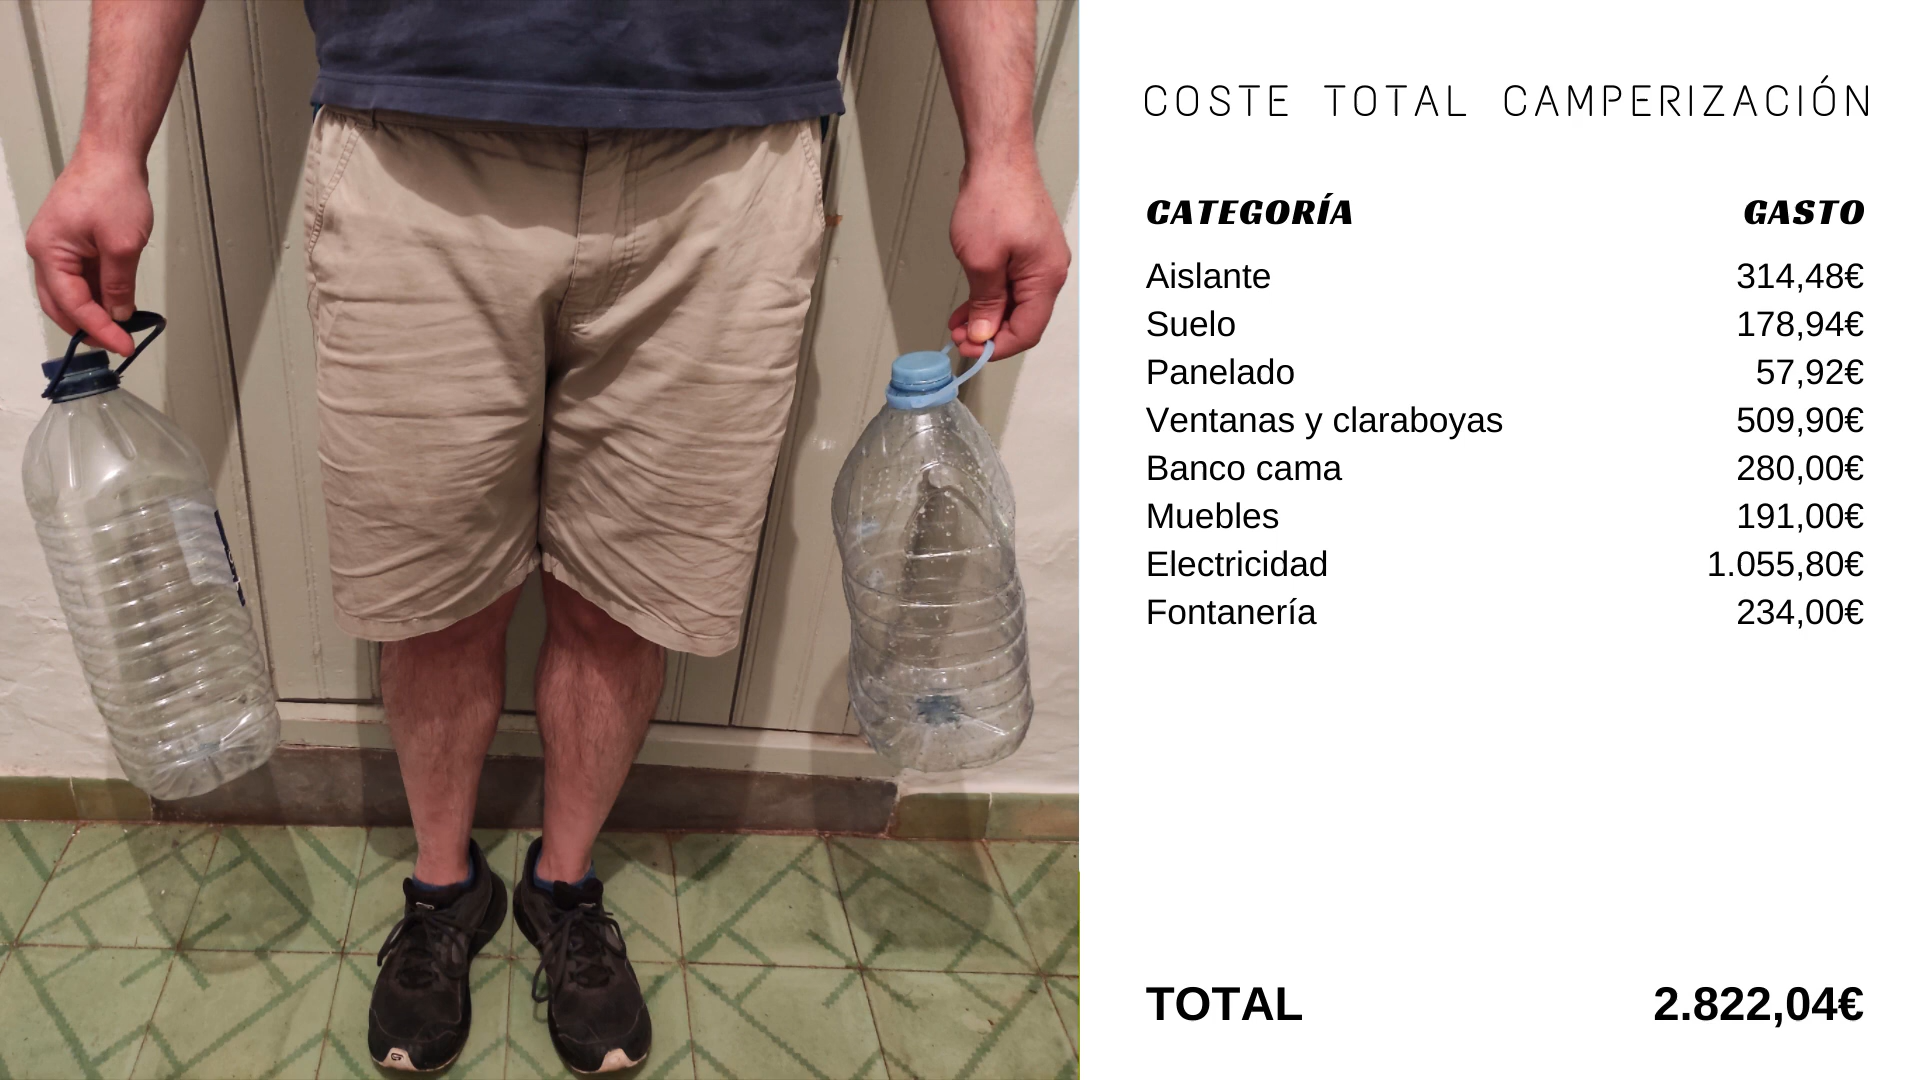 COSTE TOTAL CAMPERIZACIÓN
CATEGORÍA GASTO
Aislante 314,48€
Suelo 178,94€
Panelado 57,92€
Ventanas y claraboyas 509,90€
Banco cama 280,00€
Muebles 191,00€
Electricidad 1.055,80€
Fontanería 234,00€
TOTAL 2.822,04€